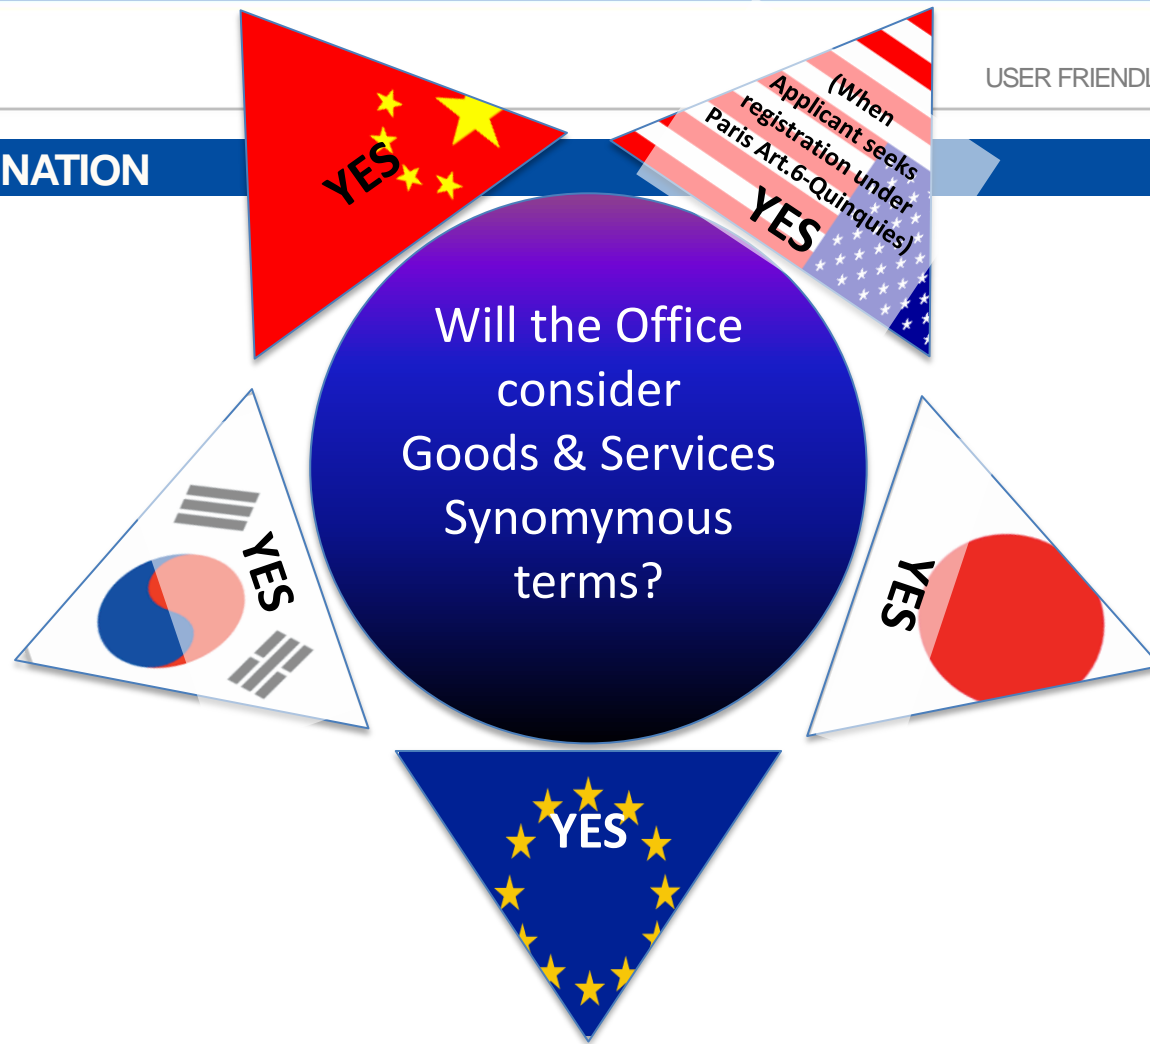 USER FRIENDL
NATION
YES
(When
Applicant seeks
registration under
Paris Art.6-Quinquies)
YES
Will the Office
consider
Goods & Services
Synomymous
terms?
YES
YES
YES